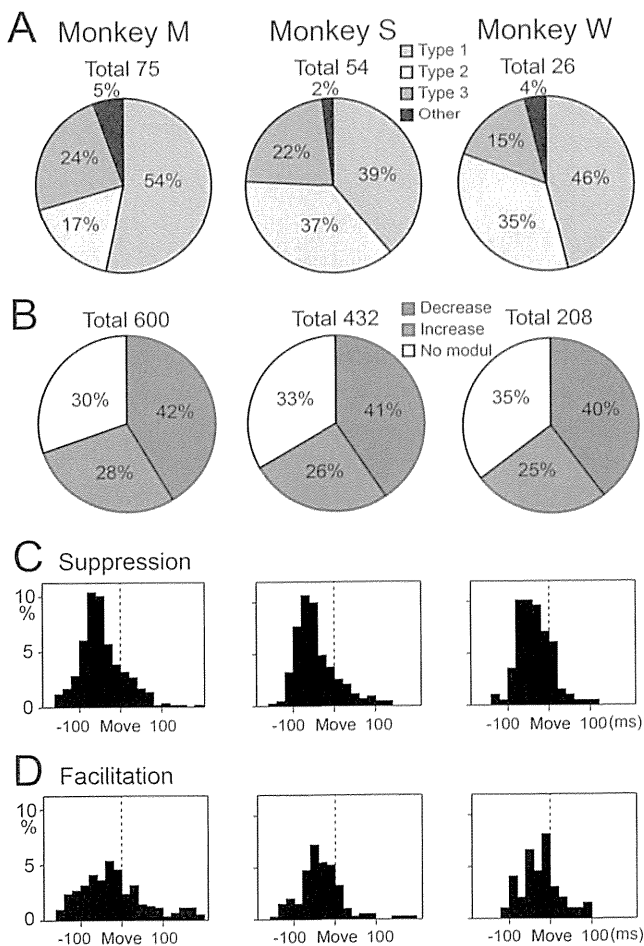 A
Monkey M
Monkey S
Monkey W
Total 75
Total 54
Total 26
Type 1
Type 2
Type 3
Other
5%
24%
54%
17%
2%
22%
39%
37%
4%
15%
46%
35%
B
Total 600
Total 432
Total 208
Decrease
Increase
No modul
30%
42%
28%
33%
41%
26%
35%
40%
25%
C Suppression
10
%
5
0
-100 Move 100
-100 Move 100
-100 Move 100 (ms)
D Facilitation
10
%
5
0
-100 Move 100
-100 Move 100
-100 Move 100 (ms)